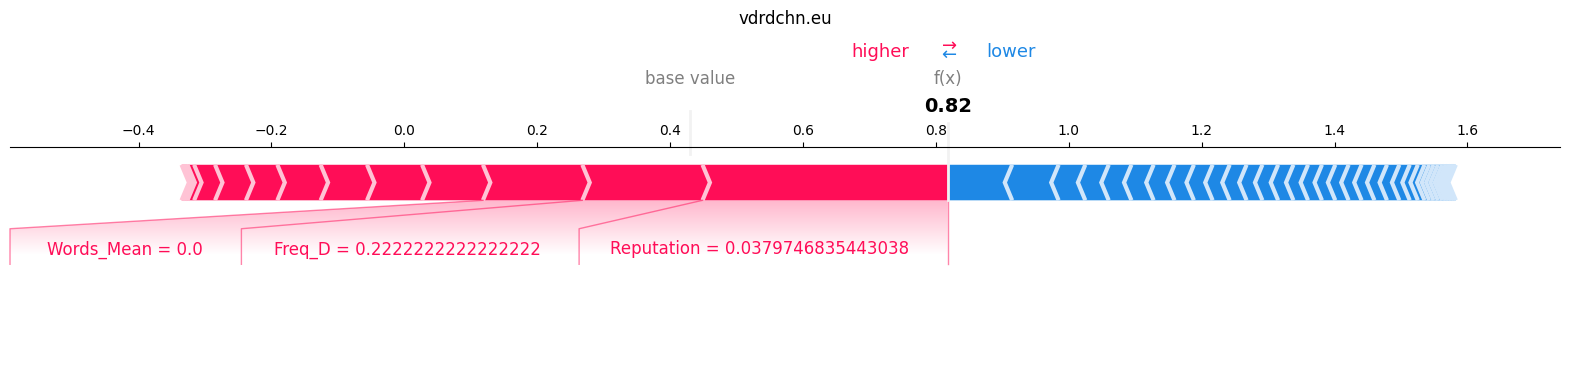 vdrdchn.eu
higher ⇄ lower
base value f(x)
0.82
−0.4 −0.2 0.0 0.2 0.4 0.6 0.8 1.0 1.2 1.4 1.6
Words_Mean = 0.0 Freq_D = 0.2222222222222222 Reputation = 0.0379746835443038